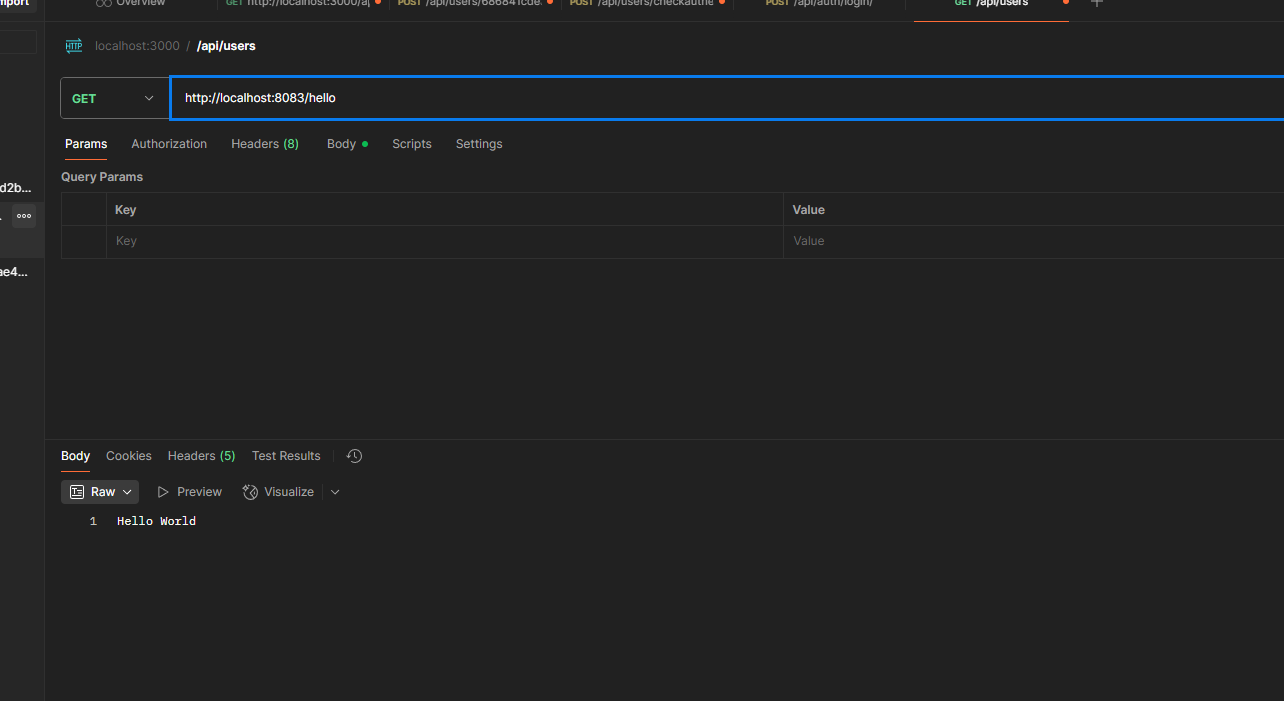 mport
Overview
GET http://localhost:3000/a
POST /api/users/686841cde
POST /api/users/checkauthe
POST /api/auth/login/
GET /api/users
HTTP localhost:3000 / /api/users
GET http://localhost:8083/hello
Params Authorization Headers (8) Body Scripts Settings
Query Params
d2b...
Key Value
Key Value
ae4...
Body Cookies Headers (5) Test Results
Raw Preview Visualize
1 Hello World